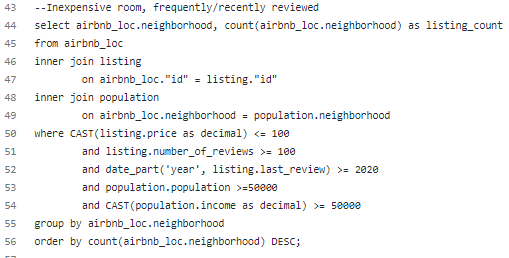 43 --Inexpensive room, frequently/recently reviewed
44 select airbnb_loc.neighborhood, count(airbnb_loc.neighborhood) as listing_count
45 from airbnb_loc
46 inner join listing
47 on airbnb_loc."id" = listing."id"
48 inner join population
49 on airbnb_loc.neighborhood = population.neighborhood
50 where CAST(listing.price as decimal) <= 100
51 and listing.number_of_reviews >= 100
52 and date_part('year', listing.last_review) >= 2020
53 and population.population >=50000
54 and CAST(population.income as decimal) >= 50000
55 group by airbnb_loc.neighborhood
56 order by count(airbnb_loc.neighborhood) DESC;